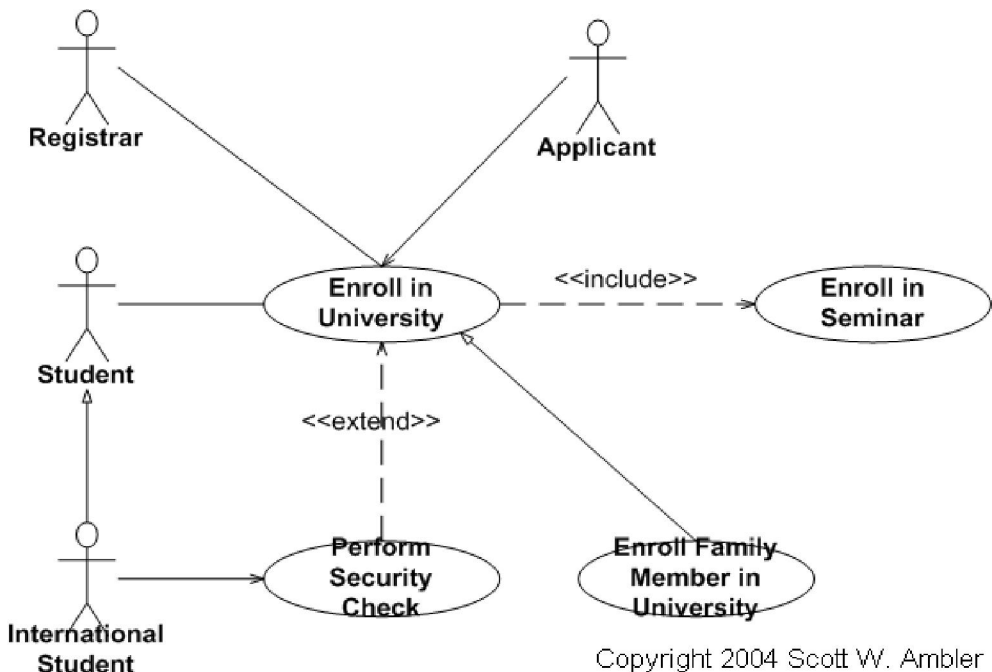 Registrar
Applicant
Enroll in
University
<<include>>
Enroll in
Seminar
Student
<<extend>>
Perform
Security
Check
Enroll Family
Member in
University
International
Student
Copyright 2004 Scott W. Ambler